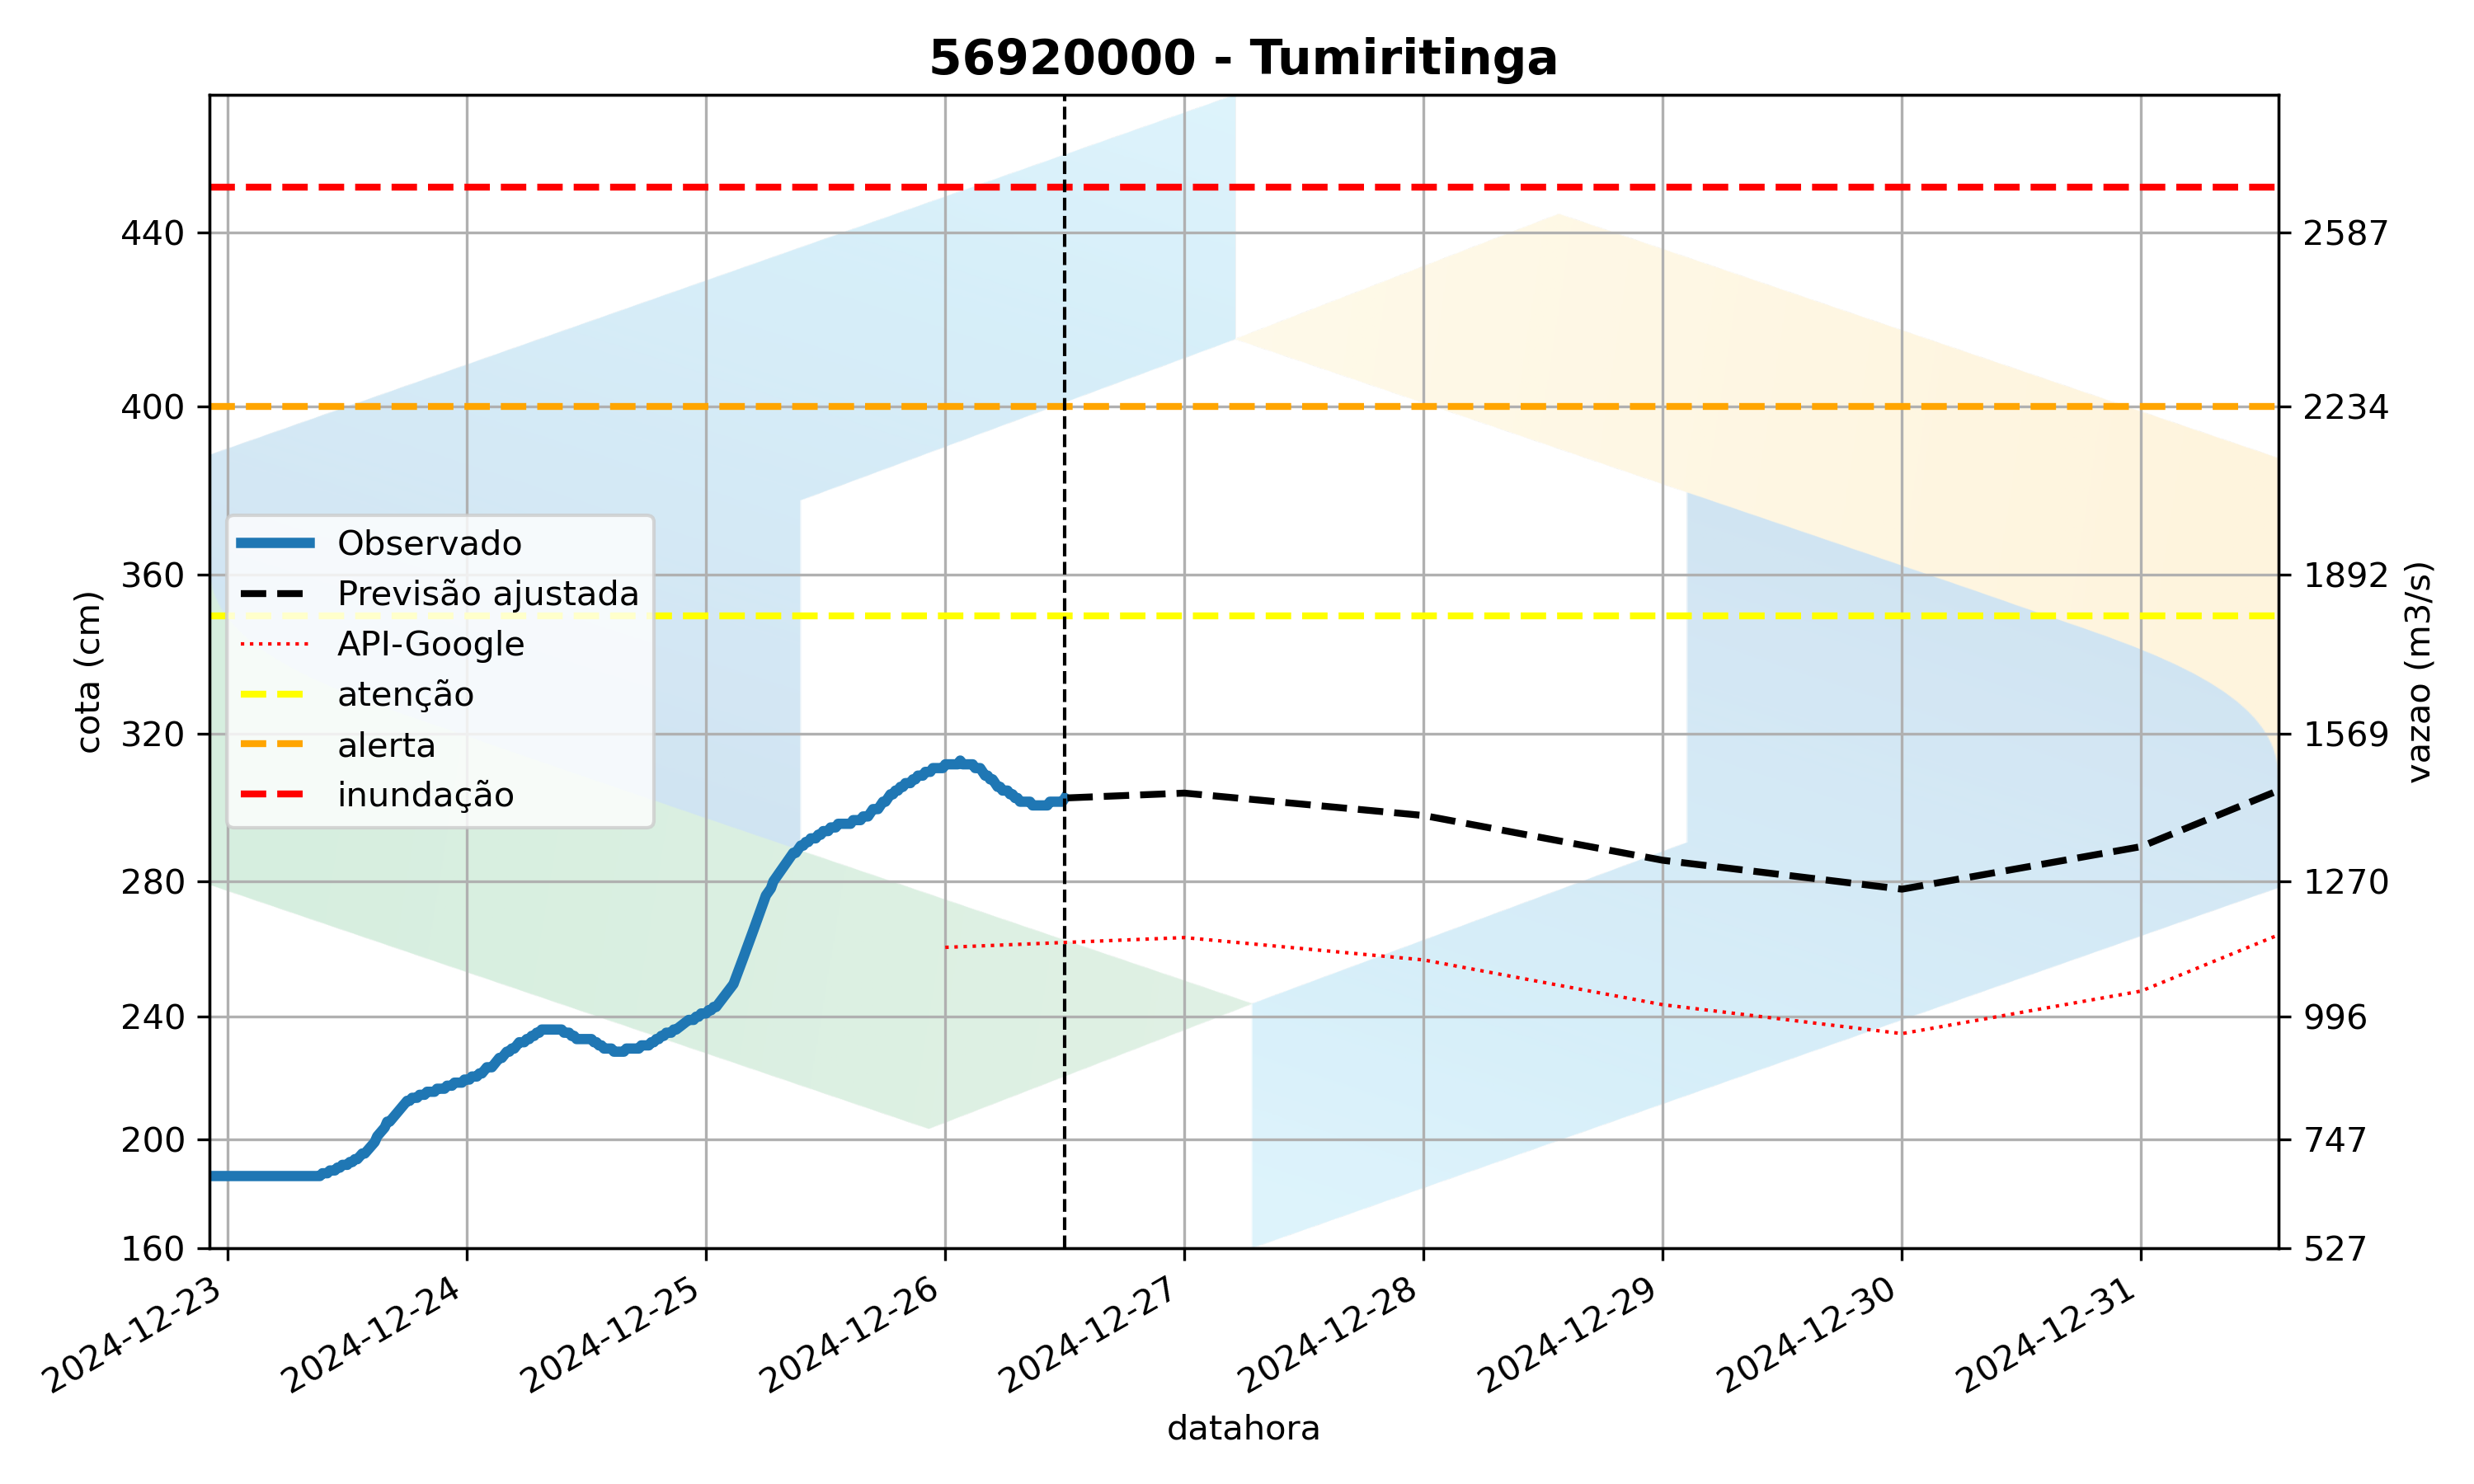 56920000 - Tumiritinga
cota (cm)
440
400
360
320
280
240
200
160
Observado
Previsão ajustada
API-Google
atenção
alerta
inundação
2587
2234
1892
1569
1270
996
747
527
vazao (m3/s)
2024-12-23
2024-12-24
2024-12-25
2024-12-26
2024-12-27
2024-12-28
2024-12-29
2024-12-30
2024-12-31
datahora